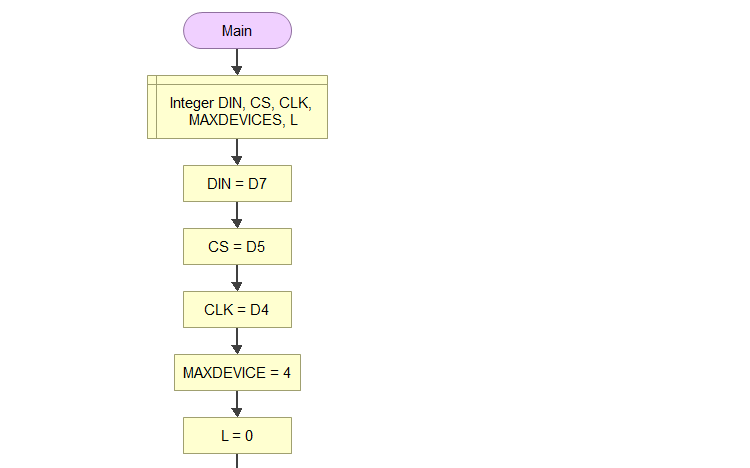 Main
Integer DIN, CS, CLK,
MAXDEVICES, L
DIN = D7
CS = D5
CLK = D4
MAXDEVICE = 4
L = 0